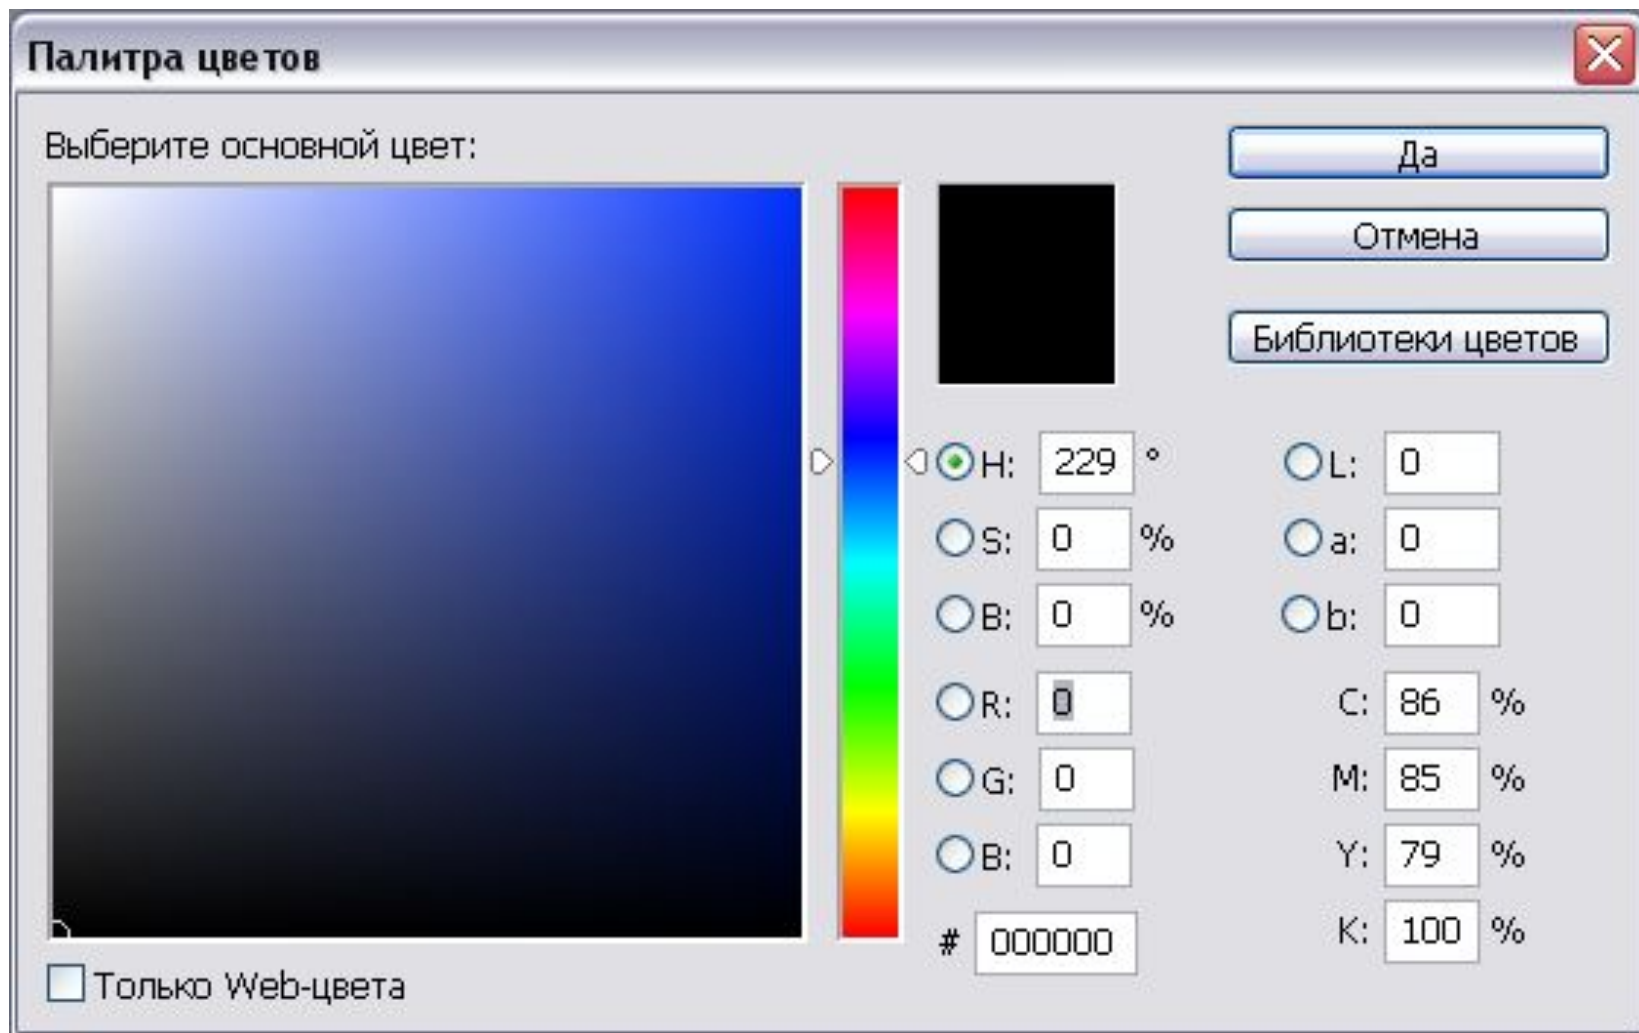 Палитра цветов
Выберите основной цвет:
Да
Отмена
Библиотеки цветов
H: 229 °
S: 0 %
B: 0 %
R: 0
G: 0
B: 0
# 000000
L: 0
a: 0
b: 0
C: 86 %
M: 85 %
Y: 79 %
K: 100 %
Только Web-цвета